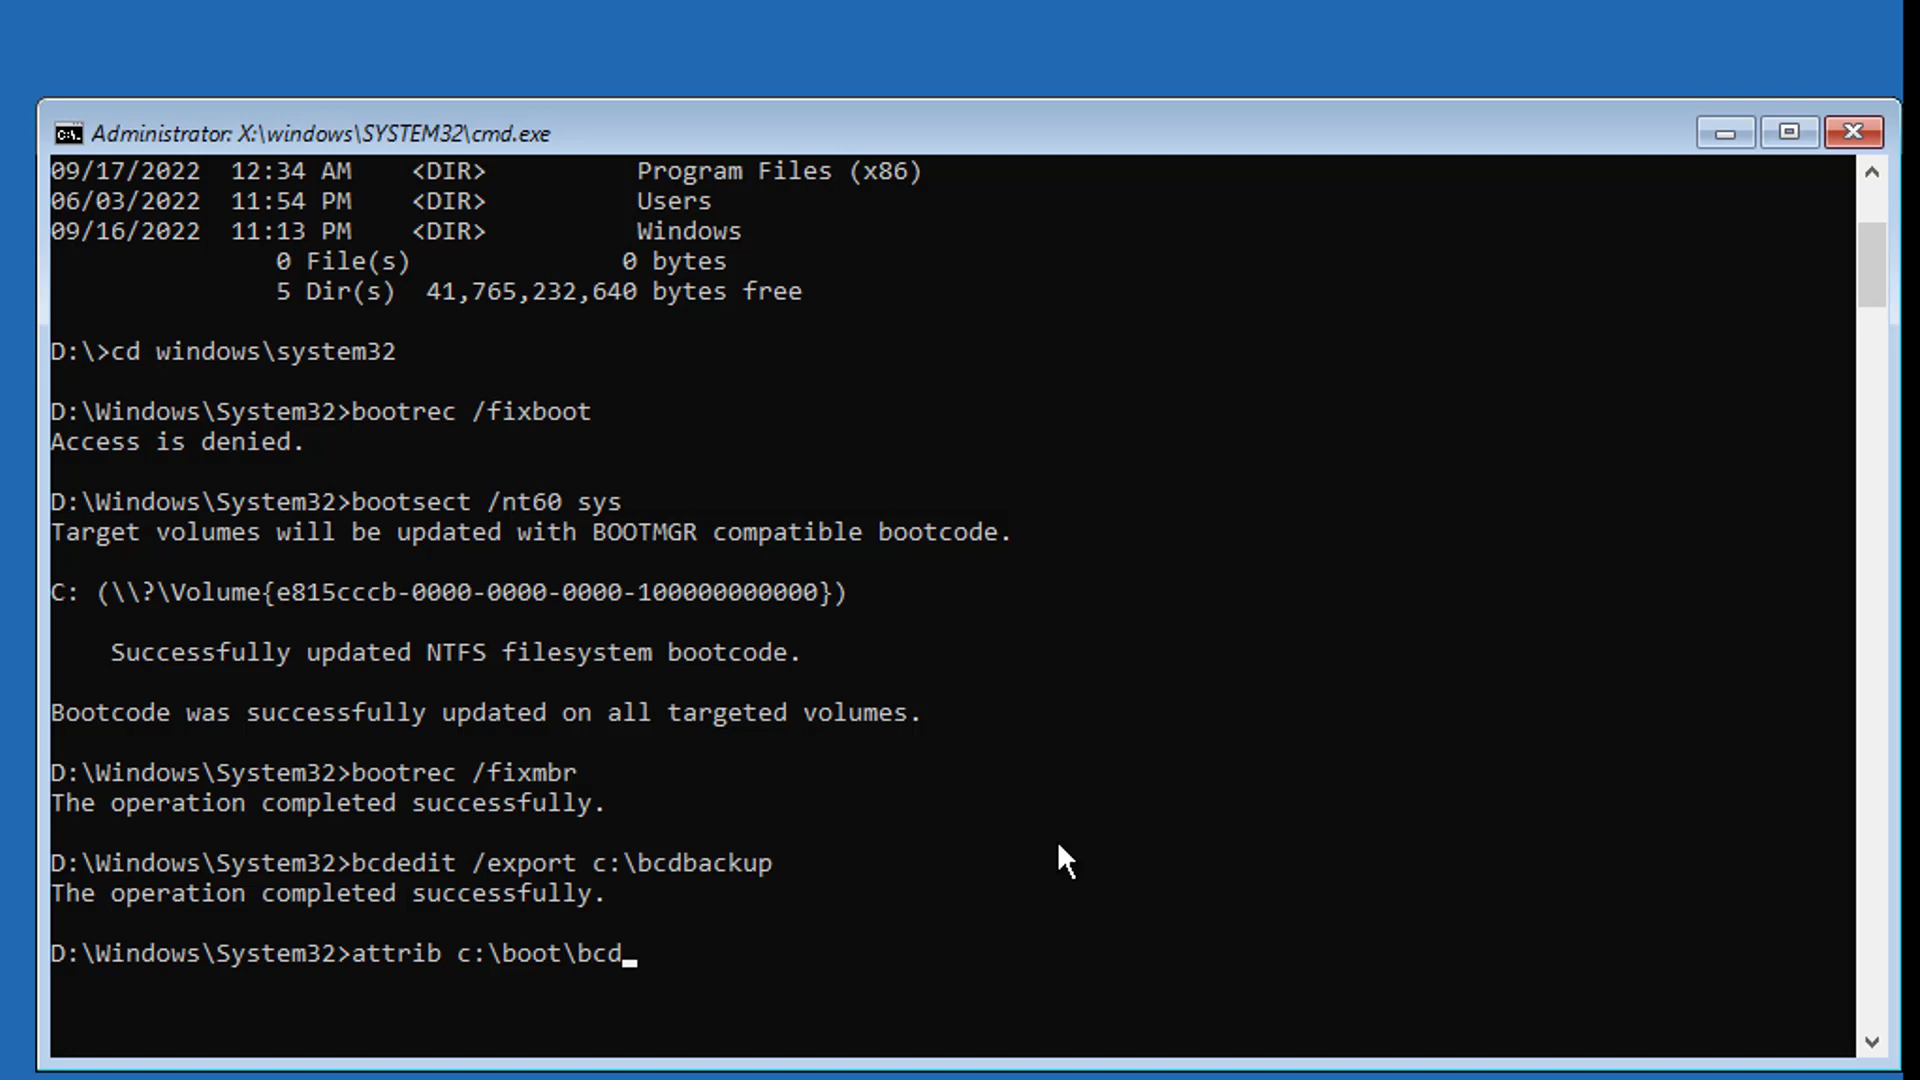 Administrator: X:\windows\SYSTEM32\cmd.exe
09/17/2022  12:34 AM    <DIR>          Program Files (x86)
06/03/2022  11:54 PM    <DIR>          Users
09/16/2022  11:13 PM    <DIR>          Windows
               0 File(s)              0 bytes
               5 Dir(s)  41,765,232,640 bytes free
D:\>cd windows\system32
D:\Windows\System32>bootrec /fixboot
Access is denied.
D:\Windows\System32>bootsect /nt60 sys
Target volumes will be updated with BOOTMGR compatible bootcode.
C: (\\?\Volume{e815cccb-0000-0000-0000-100000000000})
    Successfully updated NTFS filesystem bootcode.
Bootcode was successfully updated on all targeted volumes.
D:\Windows\System32>bootrec /fixmbr
The operation completed successfully.
D:\Windows\System32>bcdedit /export c:\bcdbackup
The operation completed successfully.
D:\Windows\System32>attrib c:\boot\bcd